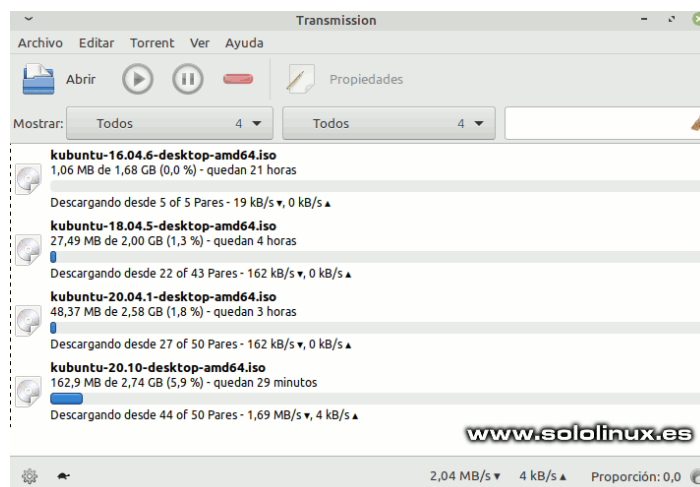 Transmission
Archivo Editar Torrent Ver Ayuda
Abrir Propiedades
Mostrar: Todos 4 Todos 4
kubuntu-16.04.6-desktop-amd64.iso
1,06 MB de 1,68 GB (0,0 %) - quedan 21 horas
Descargando desde 5 of 5 Pares - 19 kB/s ▾, 0 kB/s ▴
kubuntu-18.04.5-desktop-amd64.iso
27,49 MB de 2,00 GB (1,3 %) - quedan 4 horas
Descargando desde 22 of 43 Pares - 162 kB/s ▾, 0 kB/s ▴
kubuntu-20.04.1-desktop-amd64.iso
48,37 MB de 2,58 GB (1,8 %) - quedan 3 horas
Descargando desde 27 of 50 Pares - 162 kB/s ▾, 0 kB/s ▴
kubuntu-20.10-desktop-amd64.iso
162,9 MB de 2,74 GB (5,9 %) - quedan 29 minutos
Descargando desde 44 of 50 Pares - 1,69 MB/s ▾, 4 kB/s ▴
www.sololinux.es
2,04 MB/s ▾ 4 kB/s ▴ Proporción: 0,0